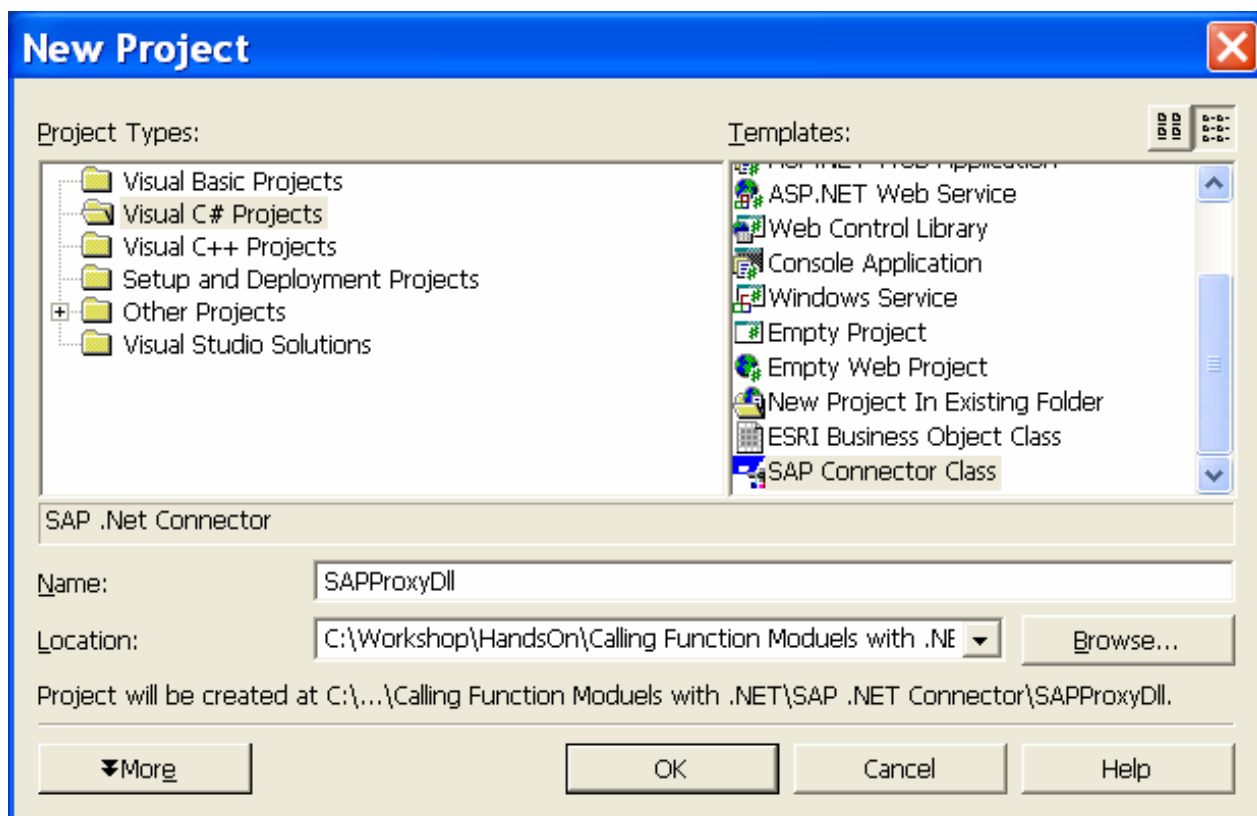 New Project
Project Types:
Templates:
Visual Basic Projects
Visual C# Projects
Visual C++ Projects
Setup and Deployment Projects
Other Projects
Visual Studio Solutions
ASP.NET Web Application
ASP.NET Web Service
Web Control Library
Console Application
Windows Service
Empty Project
Empty Web Project
New Project In Existing Folder
ESRI Business Object Class
SAP Connector Class
SAP .Net Connector
Name:
SAPProxyDll
Location:
C:\Workshop\HandsOn\Calling Function Moduels with .NE
Browse...
Project will be created at C:\...\Calling Function Moduels with .NET\SAP .NET Connector\SAPProxyDll.
More
OK
Cancel
Help